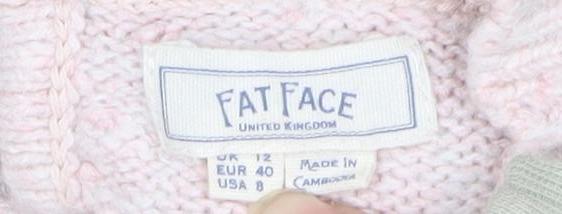 FAT FACE
UNITED KINGDOM
UK 12
EUR 40
USA 8
MADE IN
CAMBODIA